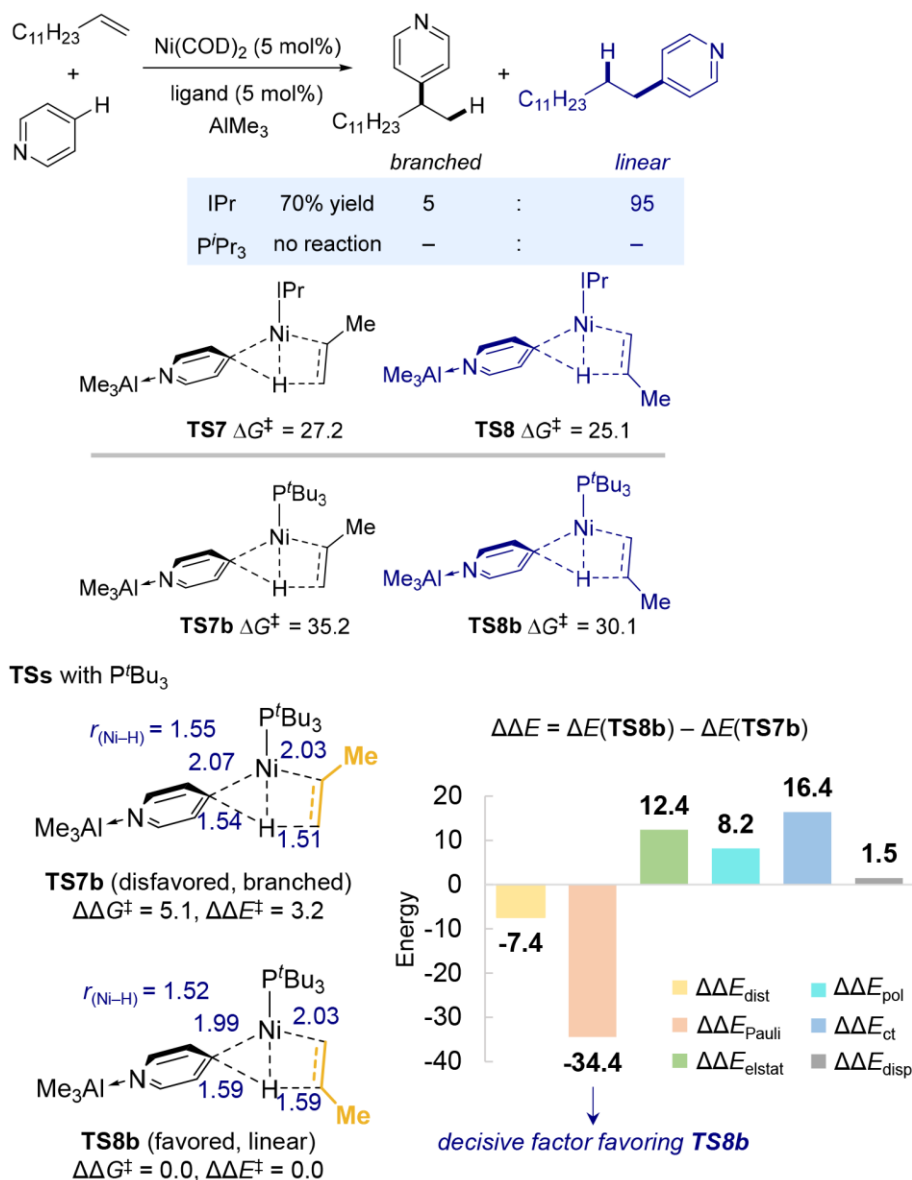 C11H23
+
N
H
Ni(COD)2 (5 mol%)
ligand (5 mol%)
AlMe3
N
C11H23
H
+
H
C11H23
N
branched linear
IPr 70% yield 5 : 95
PiPr3 no reaction – : –
IPr
Ni
Me
Me3Al
N
H
TS7 ΔG‡ = 27.2
IPr
Ni
Me3Al
N
H
Me
TS8 ΔG‡ = 25.1
PtBu3
Ni
Me
Me3Al
N
H
TS7b ΔG‡ = 35.2
PtBu3
Ni
Me3Al
N
H
Me
TS8b ΔG‡ = 30.1
TSs with PtBu3
r(Ni–H) = 1.55
PtBu3
2.07
Ni
2.03
Me
Me3Al
N
1.54
H
1.51
TS7b (disfavored, branched)
ΔΔG‡ = 5.1, ΔΔE‡ = 3.2
r(Ni–H) = 1.52
PtBu3
1.99
Ni
2.03
Me3Al
N
1.59
H
1.59
Me
TS8b (favored, linear)
ΔΔG‡ = 0.0, ΔΔE‡ = 0.0
ΔΔE = ΔE(TS8b) – ΔE(TS7b)
Energy
20
10
0
-10
-20
-30
-40
-7.4
-34.4
12.4
8.2
16.4
1.5
ΔΔEdist ΔΔEpol
ΔΔEPauli ΔΔEct
ΔΔEelstat ΔΔEdisp
decisive factor favoring TS8b